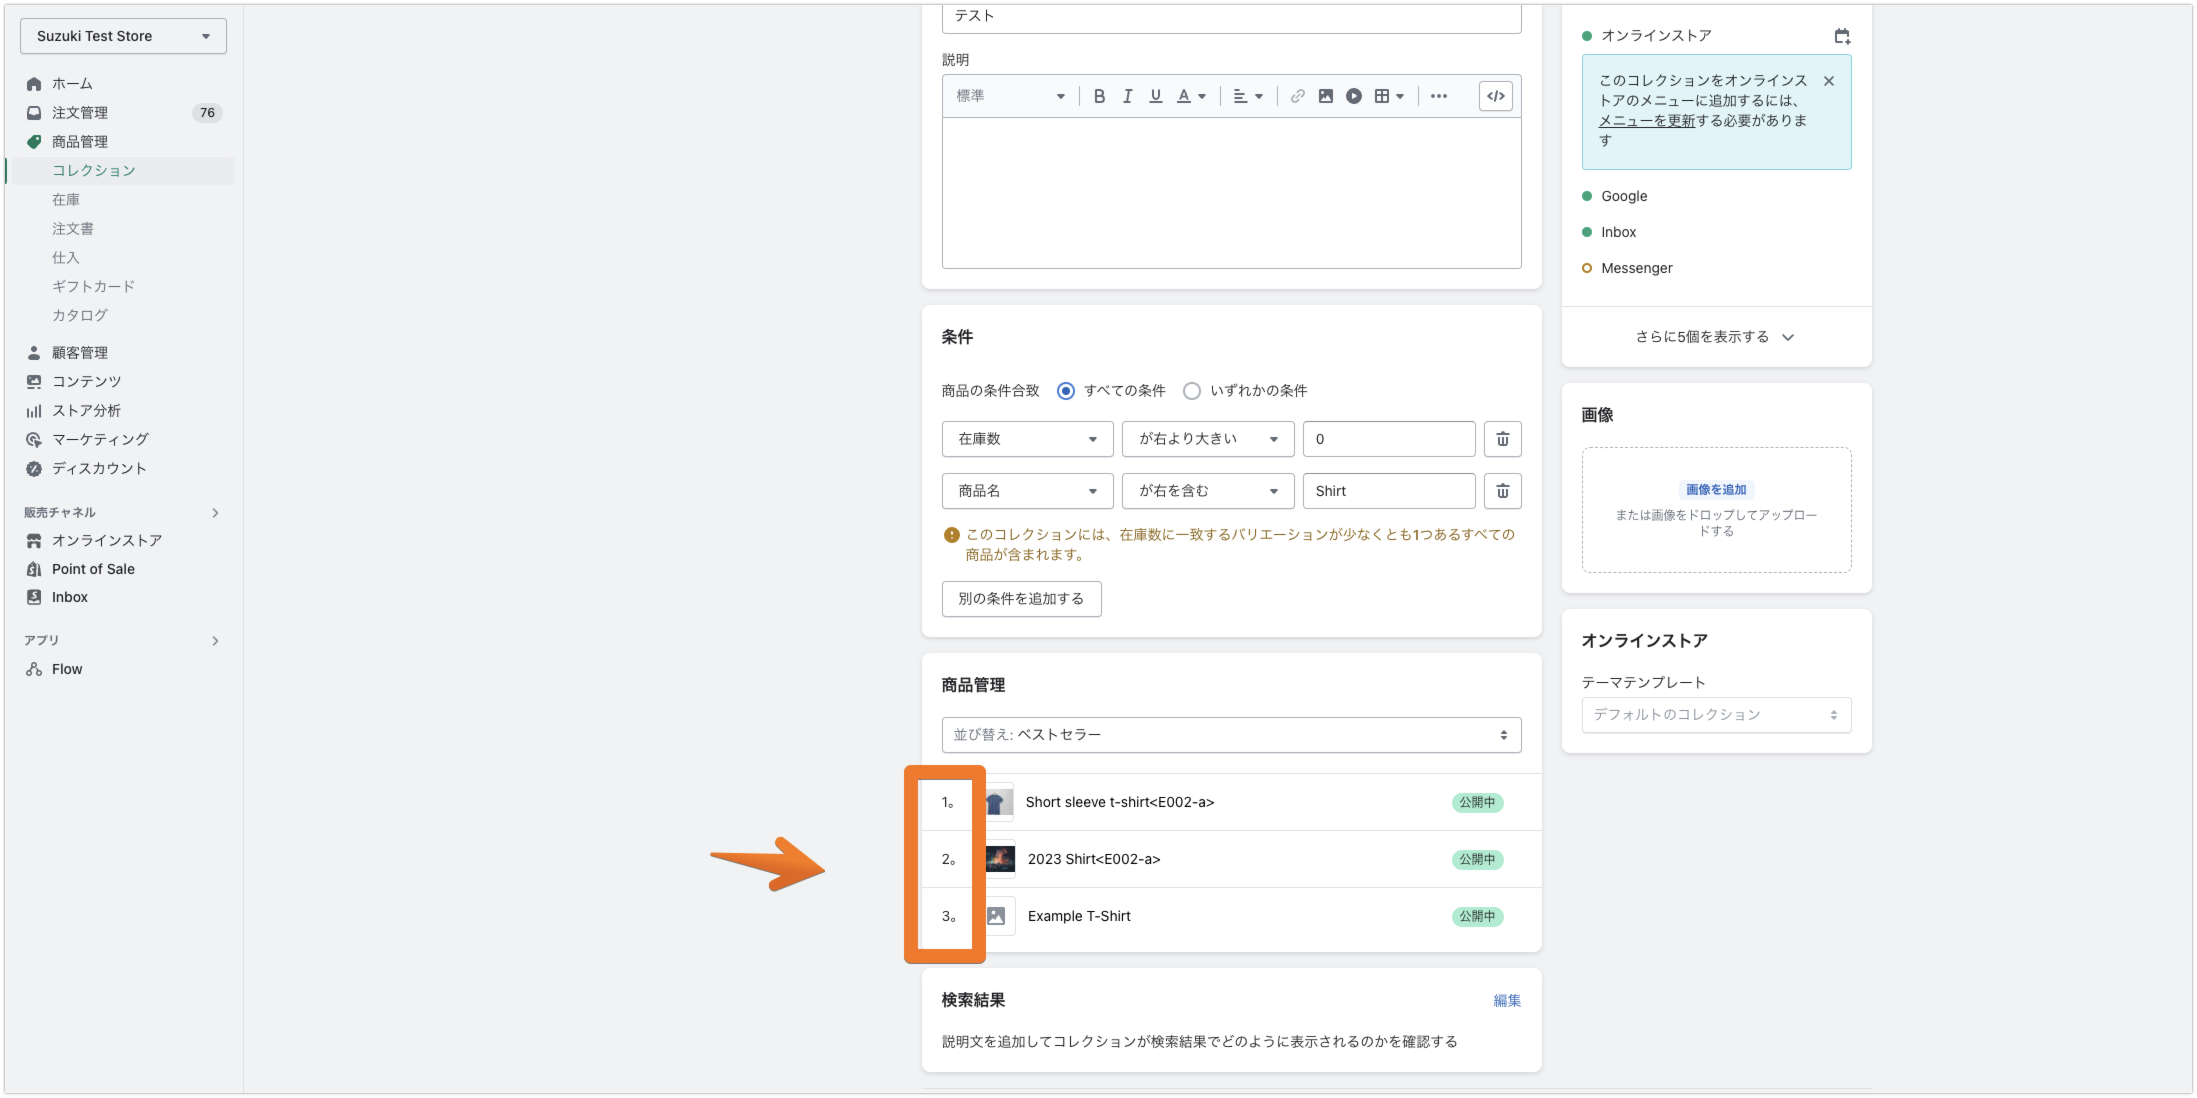 Suzuki Test Store
ホーム
注文管理 76
商品管理
コレクション
在庫
注文書
仕入
ギフトカード
カタログ
顧客管理
コンテンツ
ストア分析
マーケティング
ディスカウント
販売チャネル
オンラインストア
Point of Sale
Inbox
アプリ
Flow
テスト
説明
標準
条件
商品の条件合致 すべての条件 いずれかの条件
在庫数 が右より大きい 0
商品名 が右を含む Shirt
このコレクションには、在庫数に一致するバリエーションが少なくとも1つあるすべての
商品が含まれます。
別の条件を追加する
商品管理
並び替え: ベストセラー
1。 Short sleeve t-shirt<E002-a> 公開中
2。 2023 Shirt<E002-a> 公開中
3。 Example T-Shirt 公開中
検索結果 編集
説明文を追加してコレクションが検索結果でどのように表示されるのかを確認する
オンラインストア
このコレクションをオンラインス
トアのメニューに追加するには、
メニューを更新する必要がありま
す
Google
Inbox
Messenger
さらに5個を表示する
画像
画像を追加
または画像をドロップしてアップロー
ドする
オンラインストア
テーマテンプレート
デフォルトのコレクション